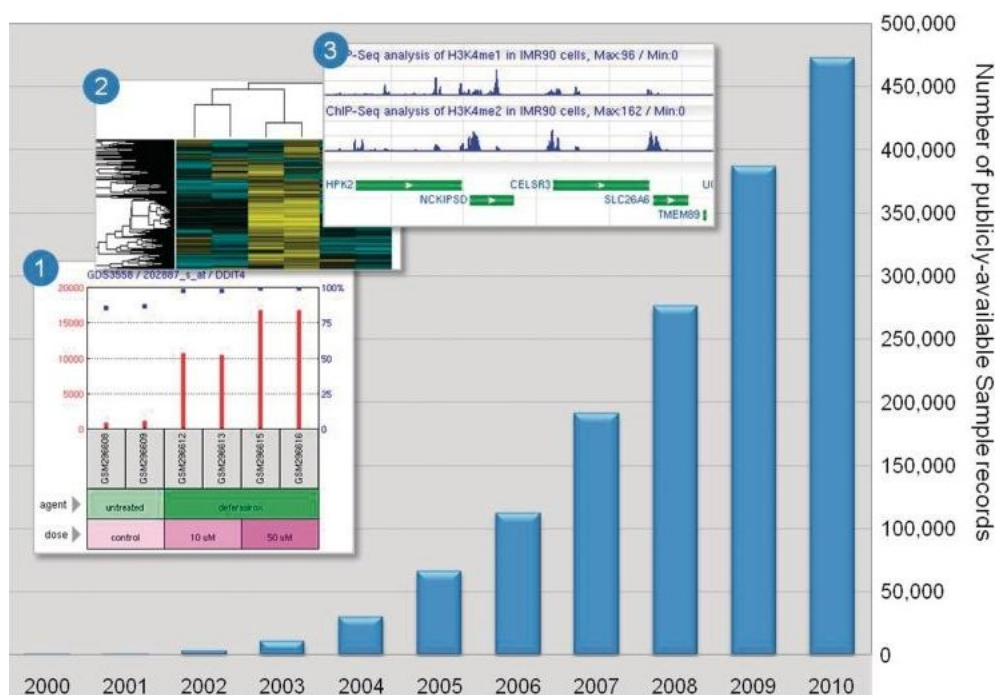 3
P-Seq analysis of H3K4me1 in IMR90 cells, Max:96 / Min:0
ChIP-Seq analysis of H3K4me2 in IMR90 cells, Max:162 / Min:0
HPK2
CELSR3
U
NCKIPSD
SLC26A6
TMEM89
2
1
GDS3558 / 202887_s_at / DDIT4
20000
15000
10000
5000
0
100%
75
50
25
0
GSM296608
GSM296609
GSM296612
GSM296613
GSM296615
GSM296616
agent
untreated
deferasirox
dose
control
10 uM
50 uM
500,000
450,000
400,000
350,000
300,000
250,000
200,000
150,000
100,000
50,000
0
Number of publicly-available Sample records
2000 2001 2002 2003 2004 2005 2006 2007 2008 2009 2010